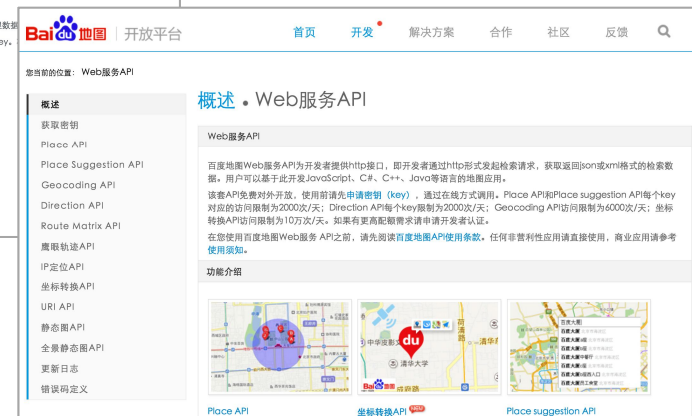 Bai du 地图 开放平台 首页 开发 解决方案 合作 社区 反馈
您当前的位置： Web服务API
概述
获取密钥
Place API
Place Suggestion API
Geocoding API
Direction API
Route Matrix API
鹰眼轨迹API
IP定位API
坐标转换API
URI API
静态图API
全景静态图API
更新日志
错误码定义
概述 Web服务API
Web服务API
百度地图Web服务API为开发者提供http接口，即开发者通过http形式发起检索请求，获取返回json或xml格式的检索数
据。用户可以基于此开发JavaScript、C#、C++、Java等语言的地图应用。
该套API免费对外开放，使用前请先申请密钥（key），通过在线方式调用。Place API和Place suggestion API每个key
对应的访问限制为2000次/天；Direction API每个key限制为2000次/天；Geocoding API访问限制为6000次/天；坐标
转换API访问限制为10万次/天。如果有更高配额需求请申请开发者认证。
在您使用百度地图Web服务 API之前，请先阅读百度地图API使用条款。任何非营利性应用请直接使用，商业应用请参考
使用须知。
功能介绍
清华大学
百度大厦
Place API
坐标转换API NEW
Place suggestion API